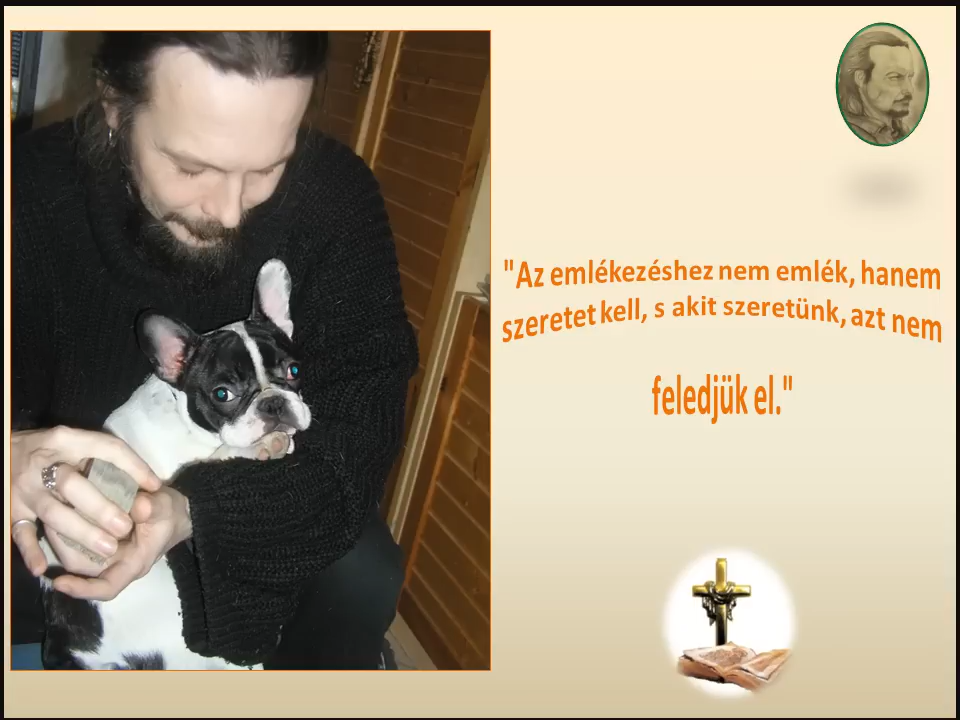 "Az emlékezéshez nem emlék, hanem
szeretet kell, s akit szeretünk, azt nem
feledjük el."